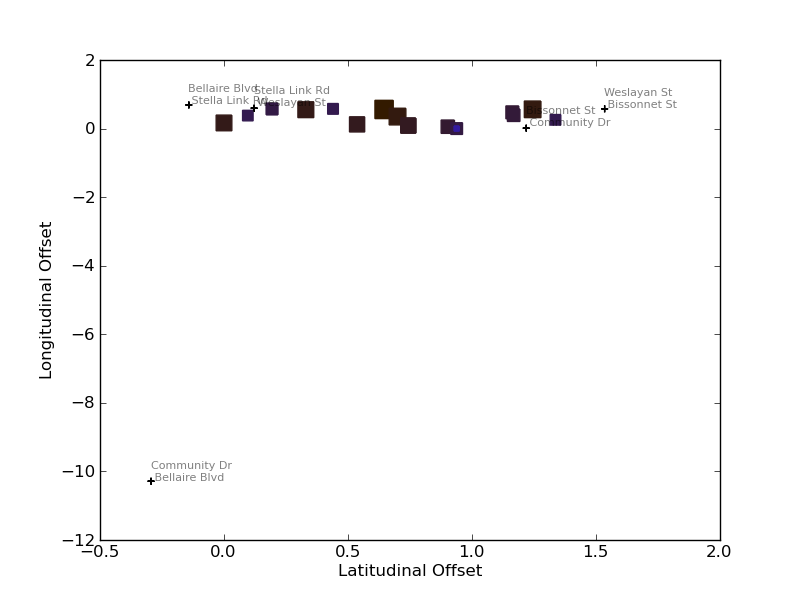 2
0
−2
−4
−6
−8
−10
−12
Longitudinal Offset
Bellaire Blvd
Stella Link Rd
Stella Link Rd
Weslayan St
Weslayan St
Bissonnet St
Bissonnet St
Community Dr
Community Dr
Bellaire Blvd
−0.5 0.0 0.5 1.0 1.5 2.0
Latitudinal Offset